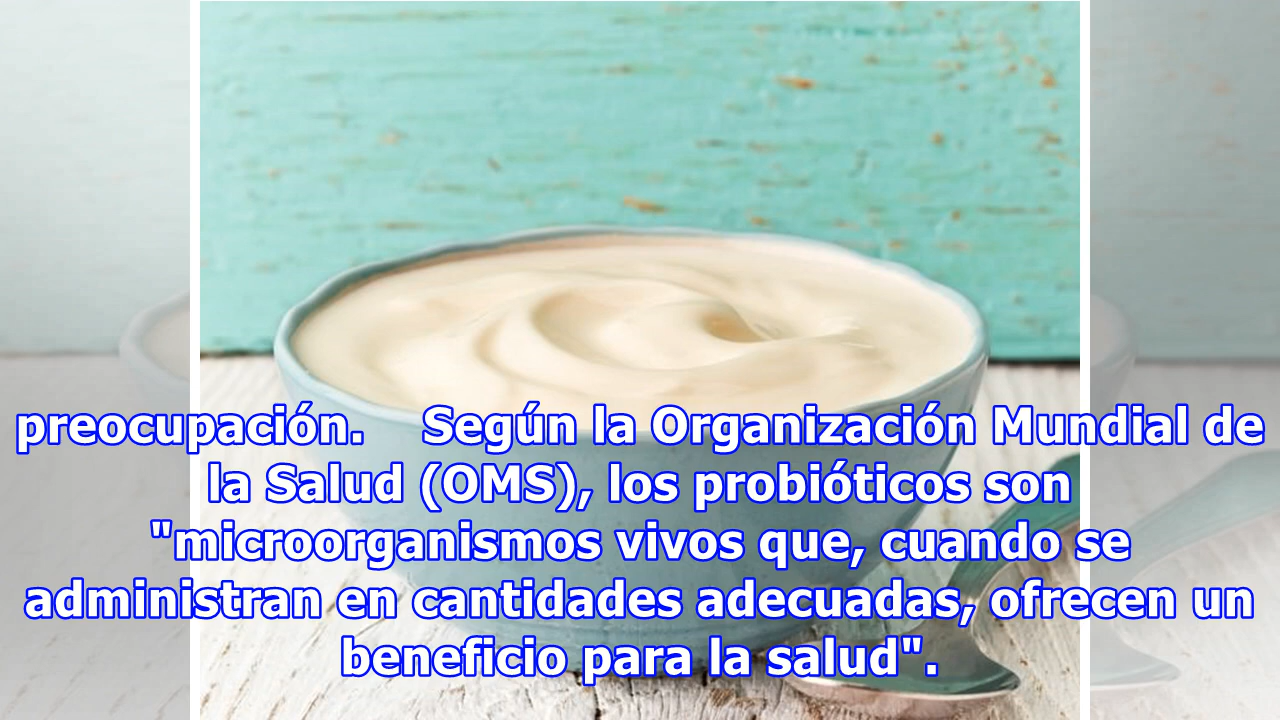 preocupación.    Según la Organización Mundial de
la Salud (OMS), los probióticos son
"microorganismos vivos que, cuando se
administran en cantidades adecuadas, ofrecen un
beneficio para la salud".